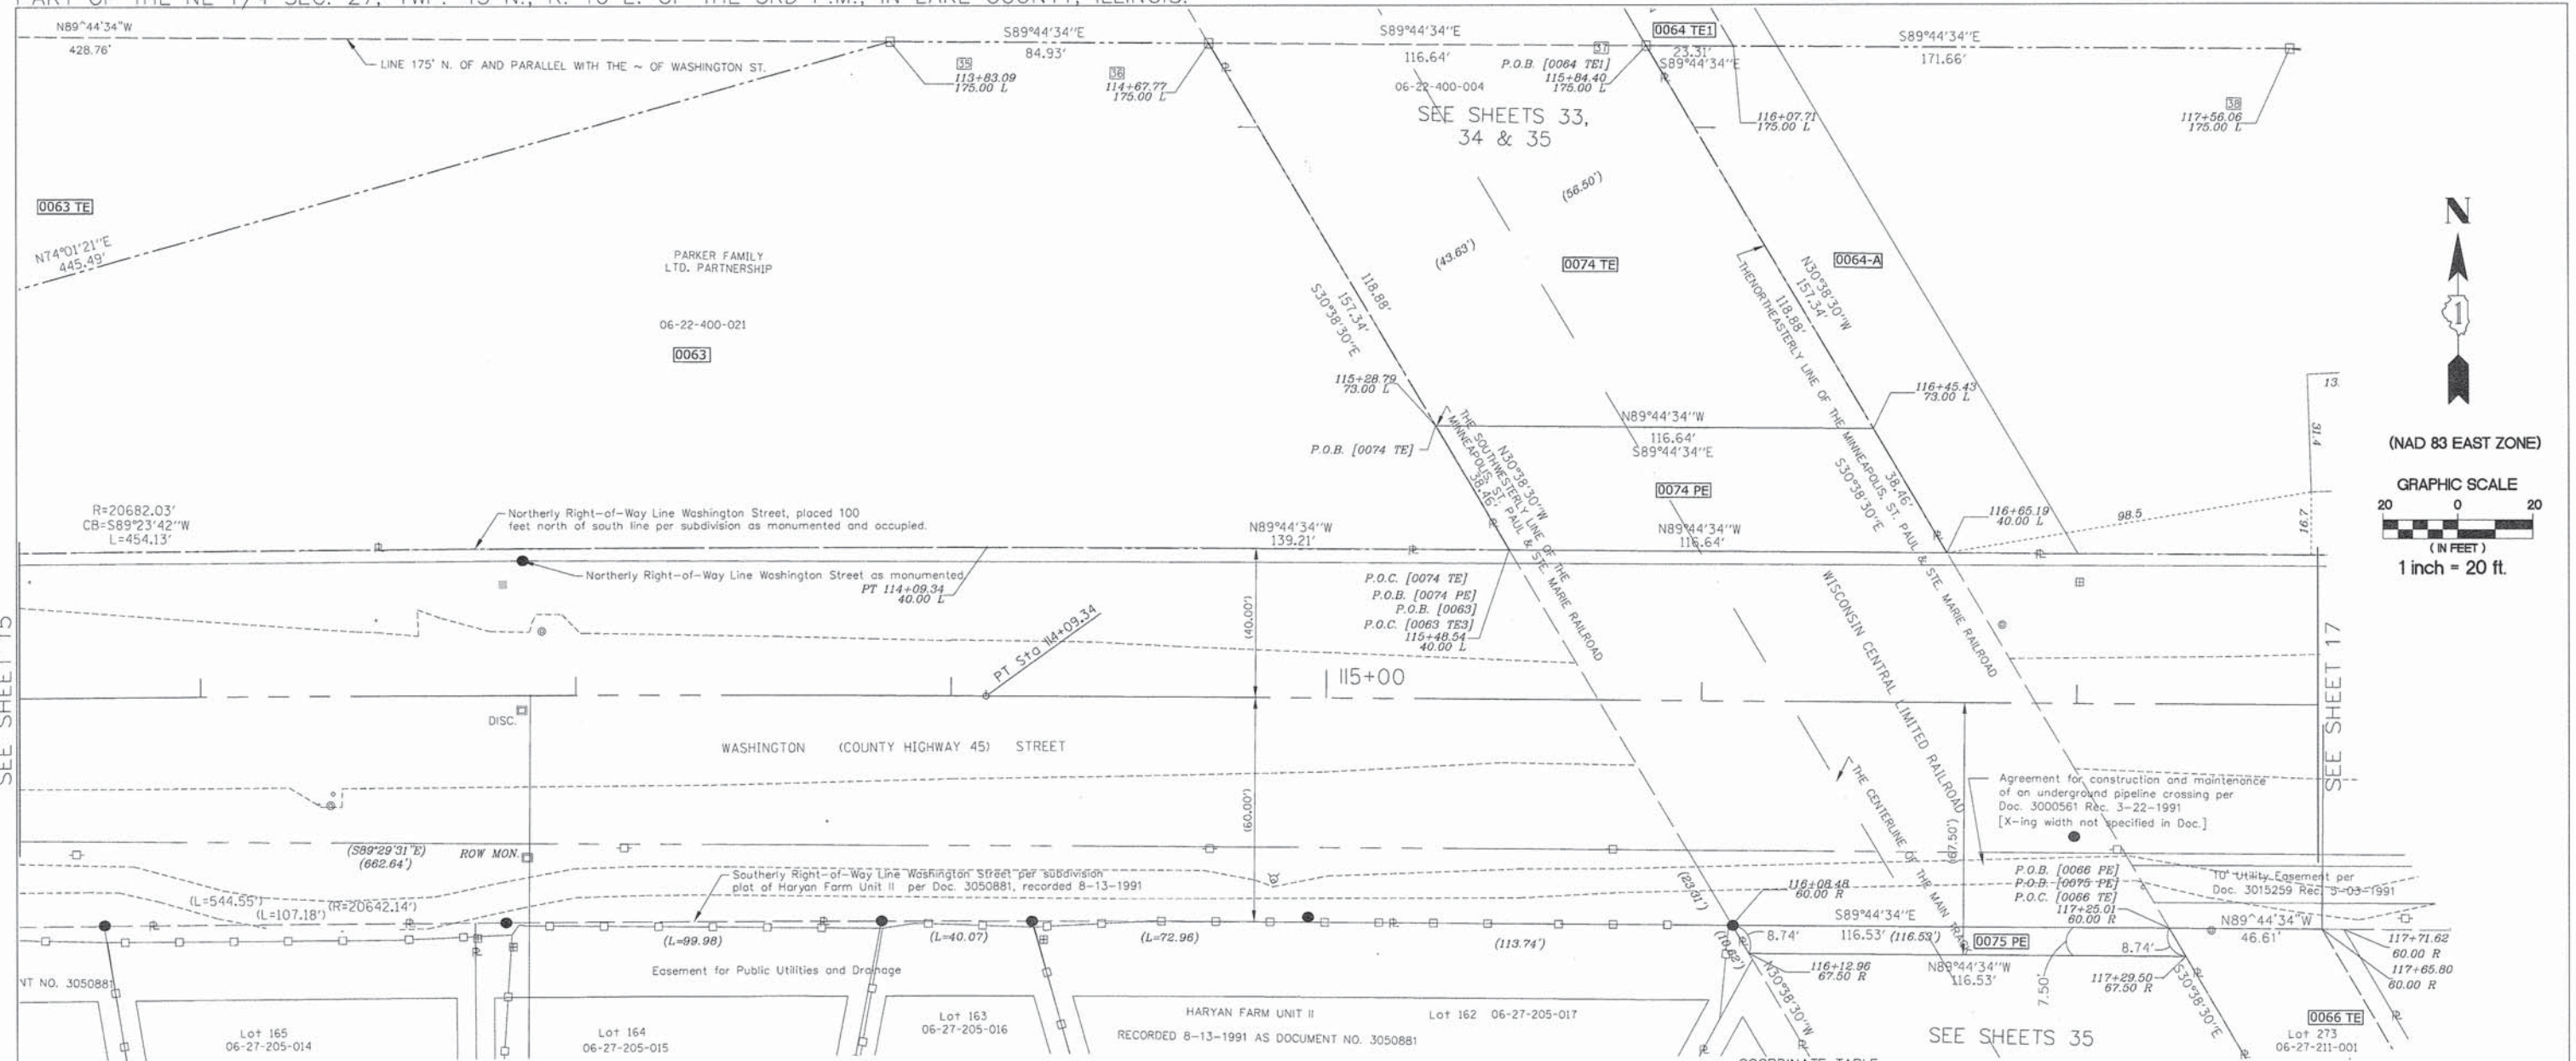 N89^44'34"W
428.76'
LINE 175' N. OF AND PARALLEL WITH THE ~ OF WASHINGTON ST.
35
113+83.09
175.00 L
S89°44'34"E
84.93'
36
114+67.77
175.00 L
S89°44'34"E
116.64'
06-22-400-004
SEE SHEETS 33,
34 & 35
37
P.O.B. [0064 TE1]
115+84.40
175.00 L
0064 TE1
23.31'
S89°44'34"E
116+07.71
175.00 L
S89°44'34"E
171.66'
38
117+56.06
175.00 L
0063 TE
N74°01'21"E
445.49'
PARKER FAMILY
LTD. PARTNERSHIP
06-22-400-021
0063
118.88'
157.34'
S30°38'30"E
(43.63')
(56.50')
0074 TE
0064-A
N30°38'30"W
157.34'
118.88'
THENORTHEASTERLY LINE OF THE MINNEAPOLIS, ST. PAUL & STE. MARIE RAILROAD
N
1
(NAD 83 EAST ZONE)
GRAPHIC SCALE
20 0 20
( IN FEET )
1 inch = 20 ft.
115+28.79
73.00 L
P.O.B. [0074 TE]
N89°44'34"W
116.64'
S89°44'34"E
116+45.43
73.00 L
13.
31.4
16.7
98.5
THE SOUTHWESTERLY LINE OF THE
MINNEAPOLIS, ST. PAUL & STE. MARIE RAILROAD
N30°38'30"W
38.46'
0074 PE
38.46'
S30°38'30"E
116+65.19
40.00 L
R=20682.03'
CB=S89°23'42"W
L=454.13'
Northerly Right-of-Way Line Washington Street, placed 100
feet north of south line per subdivision as monumented and occupied.
N89°44'34"W
139.21'
N89°44'34"W
116.64'
Northerly Right-of-Way Line Washington Street as monumented
PT 114+09.34
40.00 L
P.O.C. [0074 TE]
P.O.B. [0074 PE]
P.O.B. [0063]
P.O.C. [0063 TE3]
115+48.54
40.00 L
(40.00')
PT Sta 114+09.34
115+00
SEE SHEET 15
SEE SHEET 17
DISC.
WASHINGTON (COUNTY HIGHWAY 45) STREET
WISCONSIN CENTRAL LIMITED RAILROAD
THE CENTERLINE OF THE MAIN TRACK
(60.00')
(67.50')
Agreement for construction and maintenance
of an underground pipeline crossing per
Doc. 3000561 Rec. 3-22-1991
[X-ing width not specified in Doc.]
(S89°29'31"E)
(662.64')
ROW MON.
Southerly Right-of-Way Line Washington Street per subdivision
plat of Haryan Farm Unit II per Doc. 3050881, recorded 8-13-1991
(L=544.55')
(L=107.18')
(R=20642.14')
(L=99.98)
(L=40.07)
(L=72.96)
(113.74')
(23.01')
116+08.48
60.00 R
P.O.B. [0066 PE]
P.O.B. [0075 PE]
P.O.C. [0066 TE]
117+25.01
60.00 R
10' Utility Easement per
Doc. 3015259 Rec. 5-03-1991
S89°44'34"E
116.53' (116.53')
8.74'
0075 PE
8.74'
N89^44'34"W
46.61'
117+71.62
60.00 R
117+65.80
60.00 R
(10.62')
116+12.96
67.50 R
N89°44'34"W
116.53'
7.50'
117+29.50
67.50 R
N30°38'30"W
S30°38'30"E
Easement for Public Utilities and Drainage
NT NO. 3050881
Lot 165
06-27-205-014
Lot 164
06-27-205-015
Lot 163
06-27-205-016
HARYAN FARM UNIT II
RECORDED 8-13-1991 AS DOCUMENT NO. 3050881
Lot 162 06-27-205-017
SEE SHEETS 35
0066 TE
Lot 273
06-27-211-001